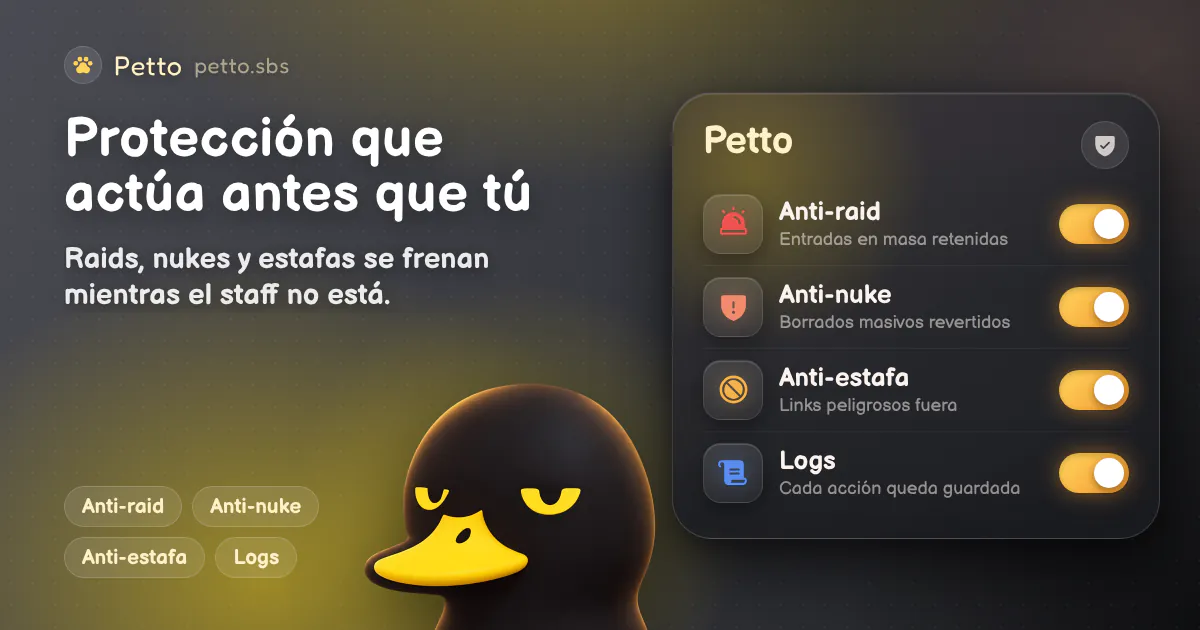 Petto petto.sbs
Protección que
actúa antes que tú
Raids, nukes y estafas se frenan
mientras el staff no está.
Anti-raid Anti-nuke
Anti-estafa Logs
Petto
Anti-raid
Entradas en masa retenidas
Anti-nuke
Borrados masivos revertidos
Anti-estafa
Links peligrosos fuera
Logs
Cada acción queda guardada